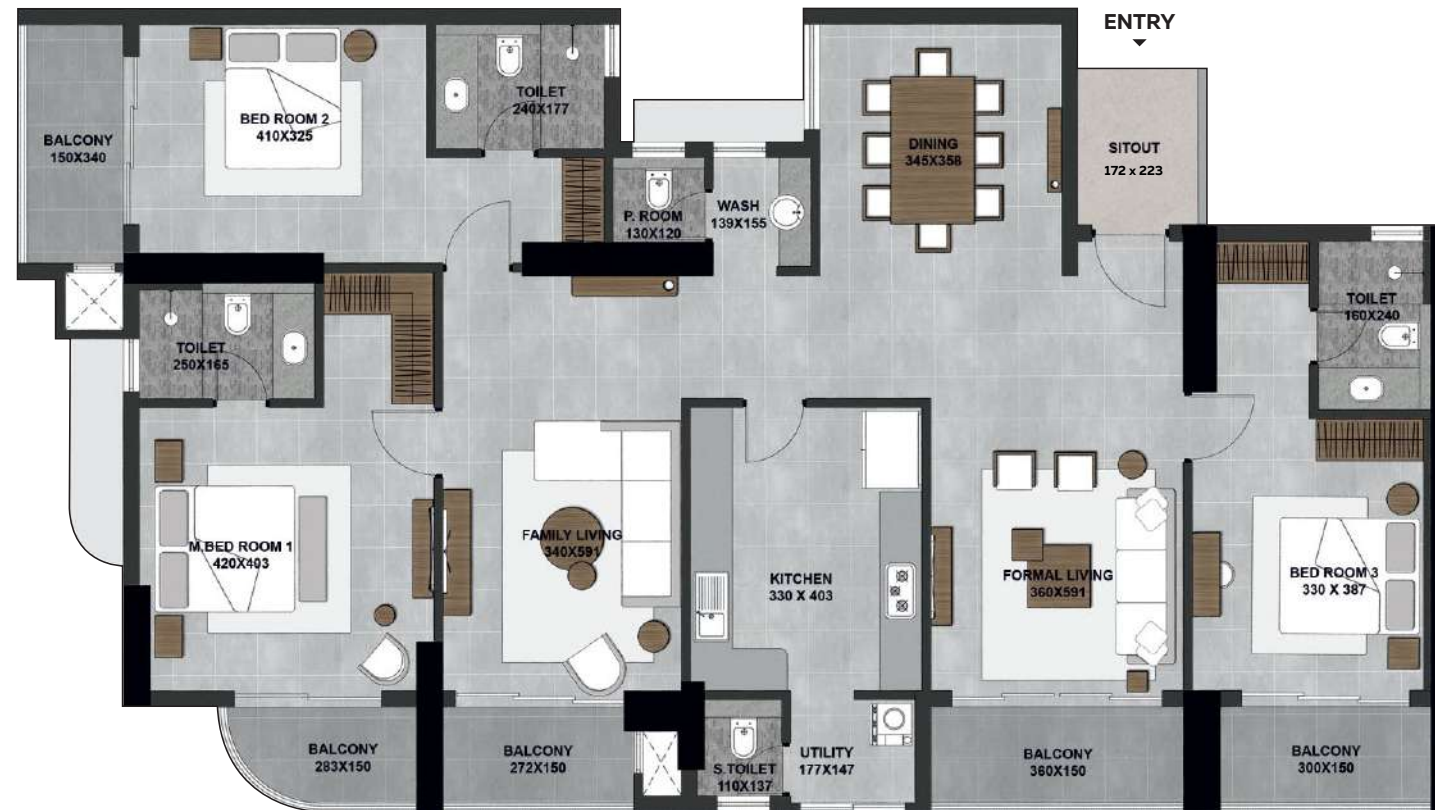 ENTRY
BED ROOM 2
410X325
TOILET
240X177
BALCONY
150X340
DINING
345X358
SITOUT
172 x 223
P. ROOM
130X120
WASH
139X155
TOILET
250X165
TOILET
160X240
M.BED ROOM 1
420X403
FAMILY LIVING
340X591
KITCHEN
330 X 403
FORMAL LIVING
360X591
BED ROOM 3
330 X 387
BALCONY
283X150
BALCONY
272X150
S.TOILET
110X137
UTILITY
177X147
BALCONY
360X150
BALCONY
300X150